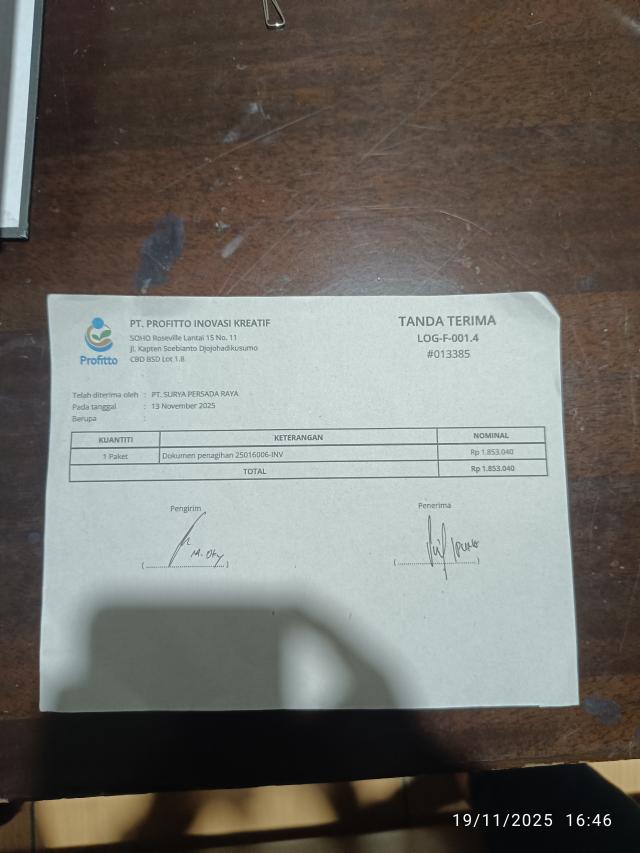 Profitto
PT. PROFITTO INOVASI KREATIF
SOHO Roseville Lantai 15 No. 11
Jl. Kapten Soebianto Djojohadikusumo
CBD BSD Lot 1.8
TANDA TERIMA
LOG-F-001.4
#013385
Telah diterima oleh : PT. SURYA PERSADA RAYA
Pada tanggal : 13 November 2025
Berupa :
KUANTITI KETERANGAN NOMINAL
1 Paket Dokumen penagihan 25016006-INV Rp 1.853.040
TOTAL Rp 1.853.040
Pengirim Penerima
M. Oky
(........................) (........................)
19/11/2025 16:46